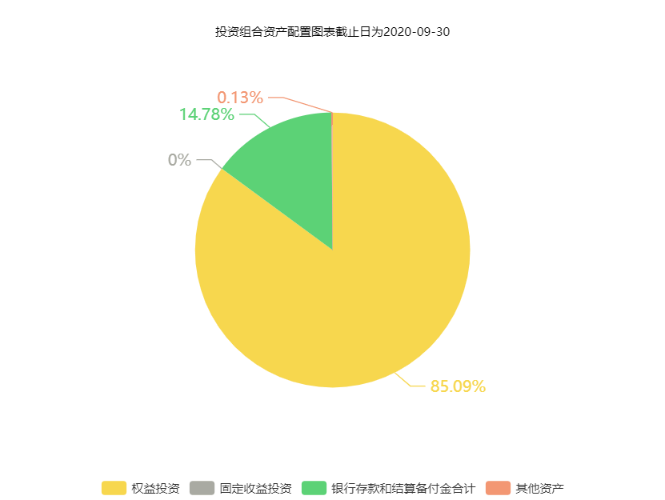 投资组合资产配置图表截止日为2020-09-30
0.13%
14.78%
0%
85.09%
权益投资 固定收益投资 银行存款和结算备付金合计 其他资产